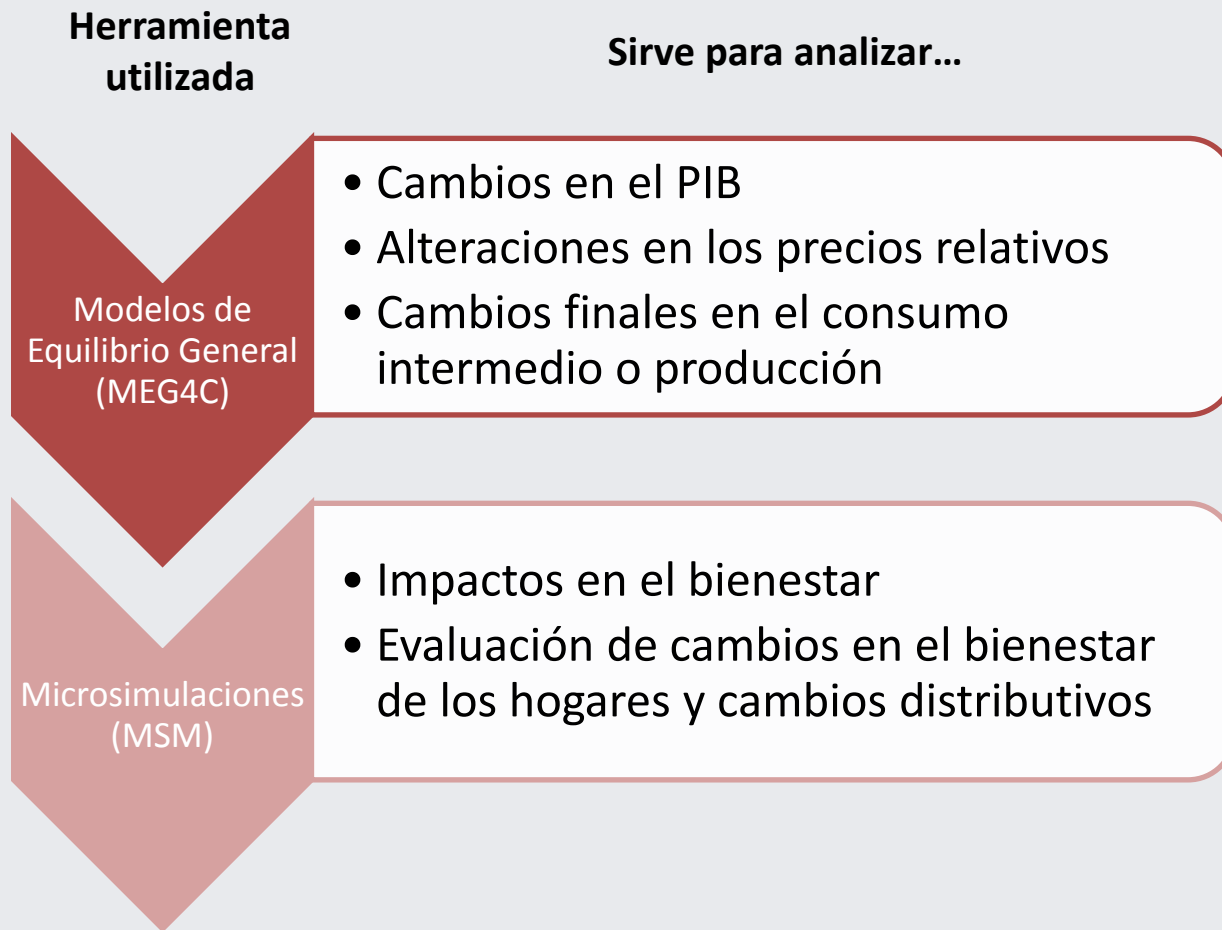 Herramienta
utilizada
Sirve para analizar…
Modelos de
Equilibrio General
(MEG4C)
• Cambios en el PIB
• Alteraciones en los precios relativos
• Cambios finales en el consumo
intermedio o producción
Microsimulaciones
(MSM)
• Impactos en el bienestar
• Evaluación de cambios en el bienestar
de los hogares y cambios distributivos